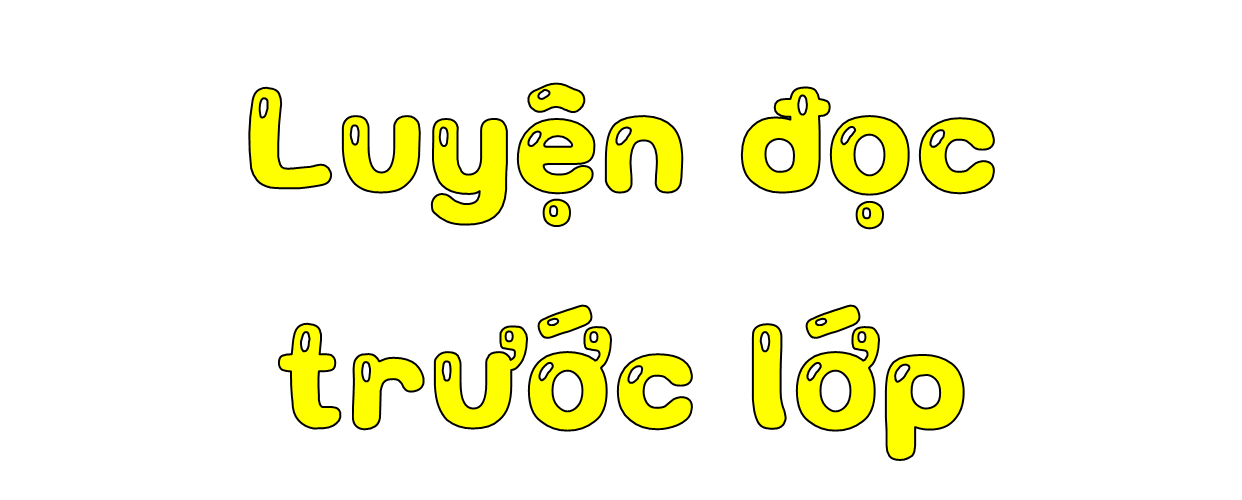 Luyện đọc
trước lớp